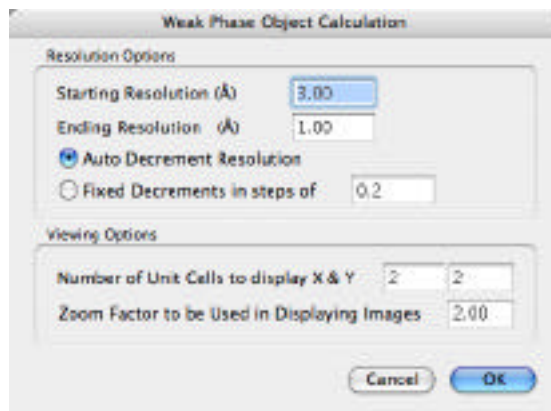 Weak Phase Object Calculation
Resolution Options
Starting Resolution (Å) 3.00
Ending Resolution (Å) 1.00
Auto Decrement Resolution
Fixed Decrements in steps of 0.2
Viewing Options
Number of Unit Cells to display X & Y 2 2
Zoom Factor to be Used in Displaying Images 2.00
Cancel OK